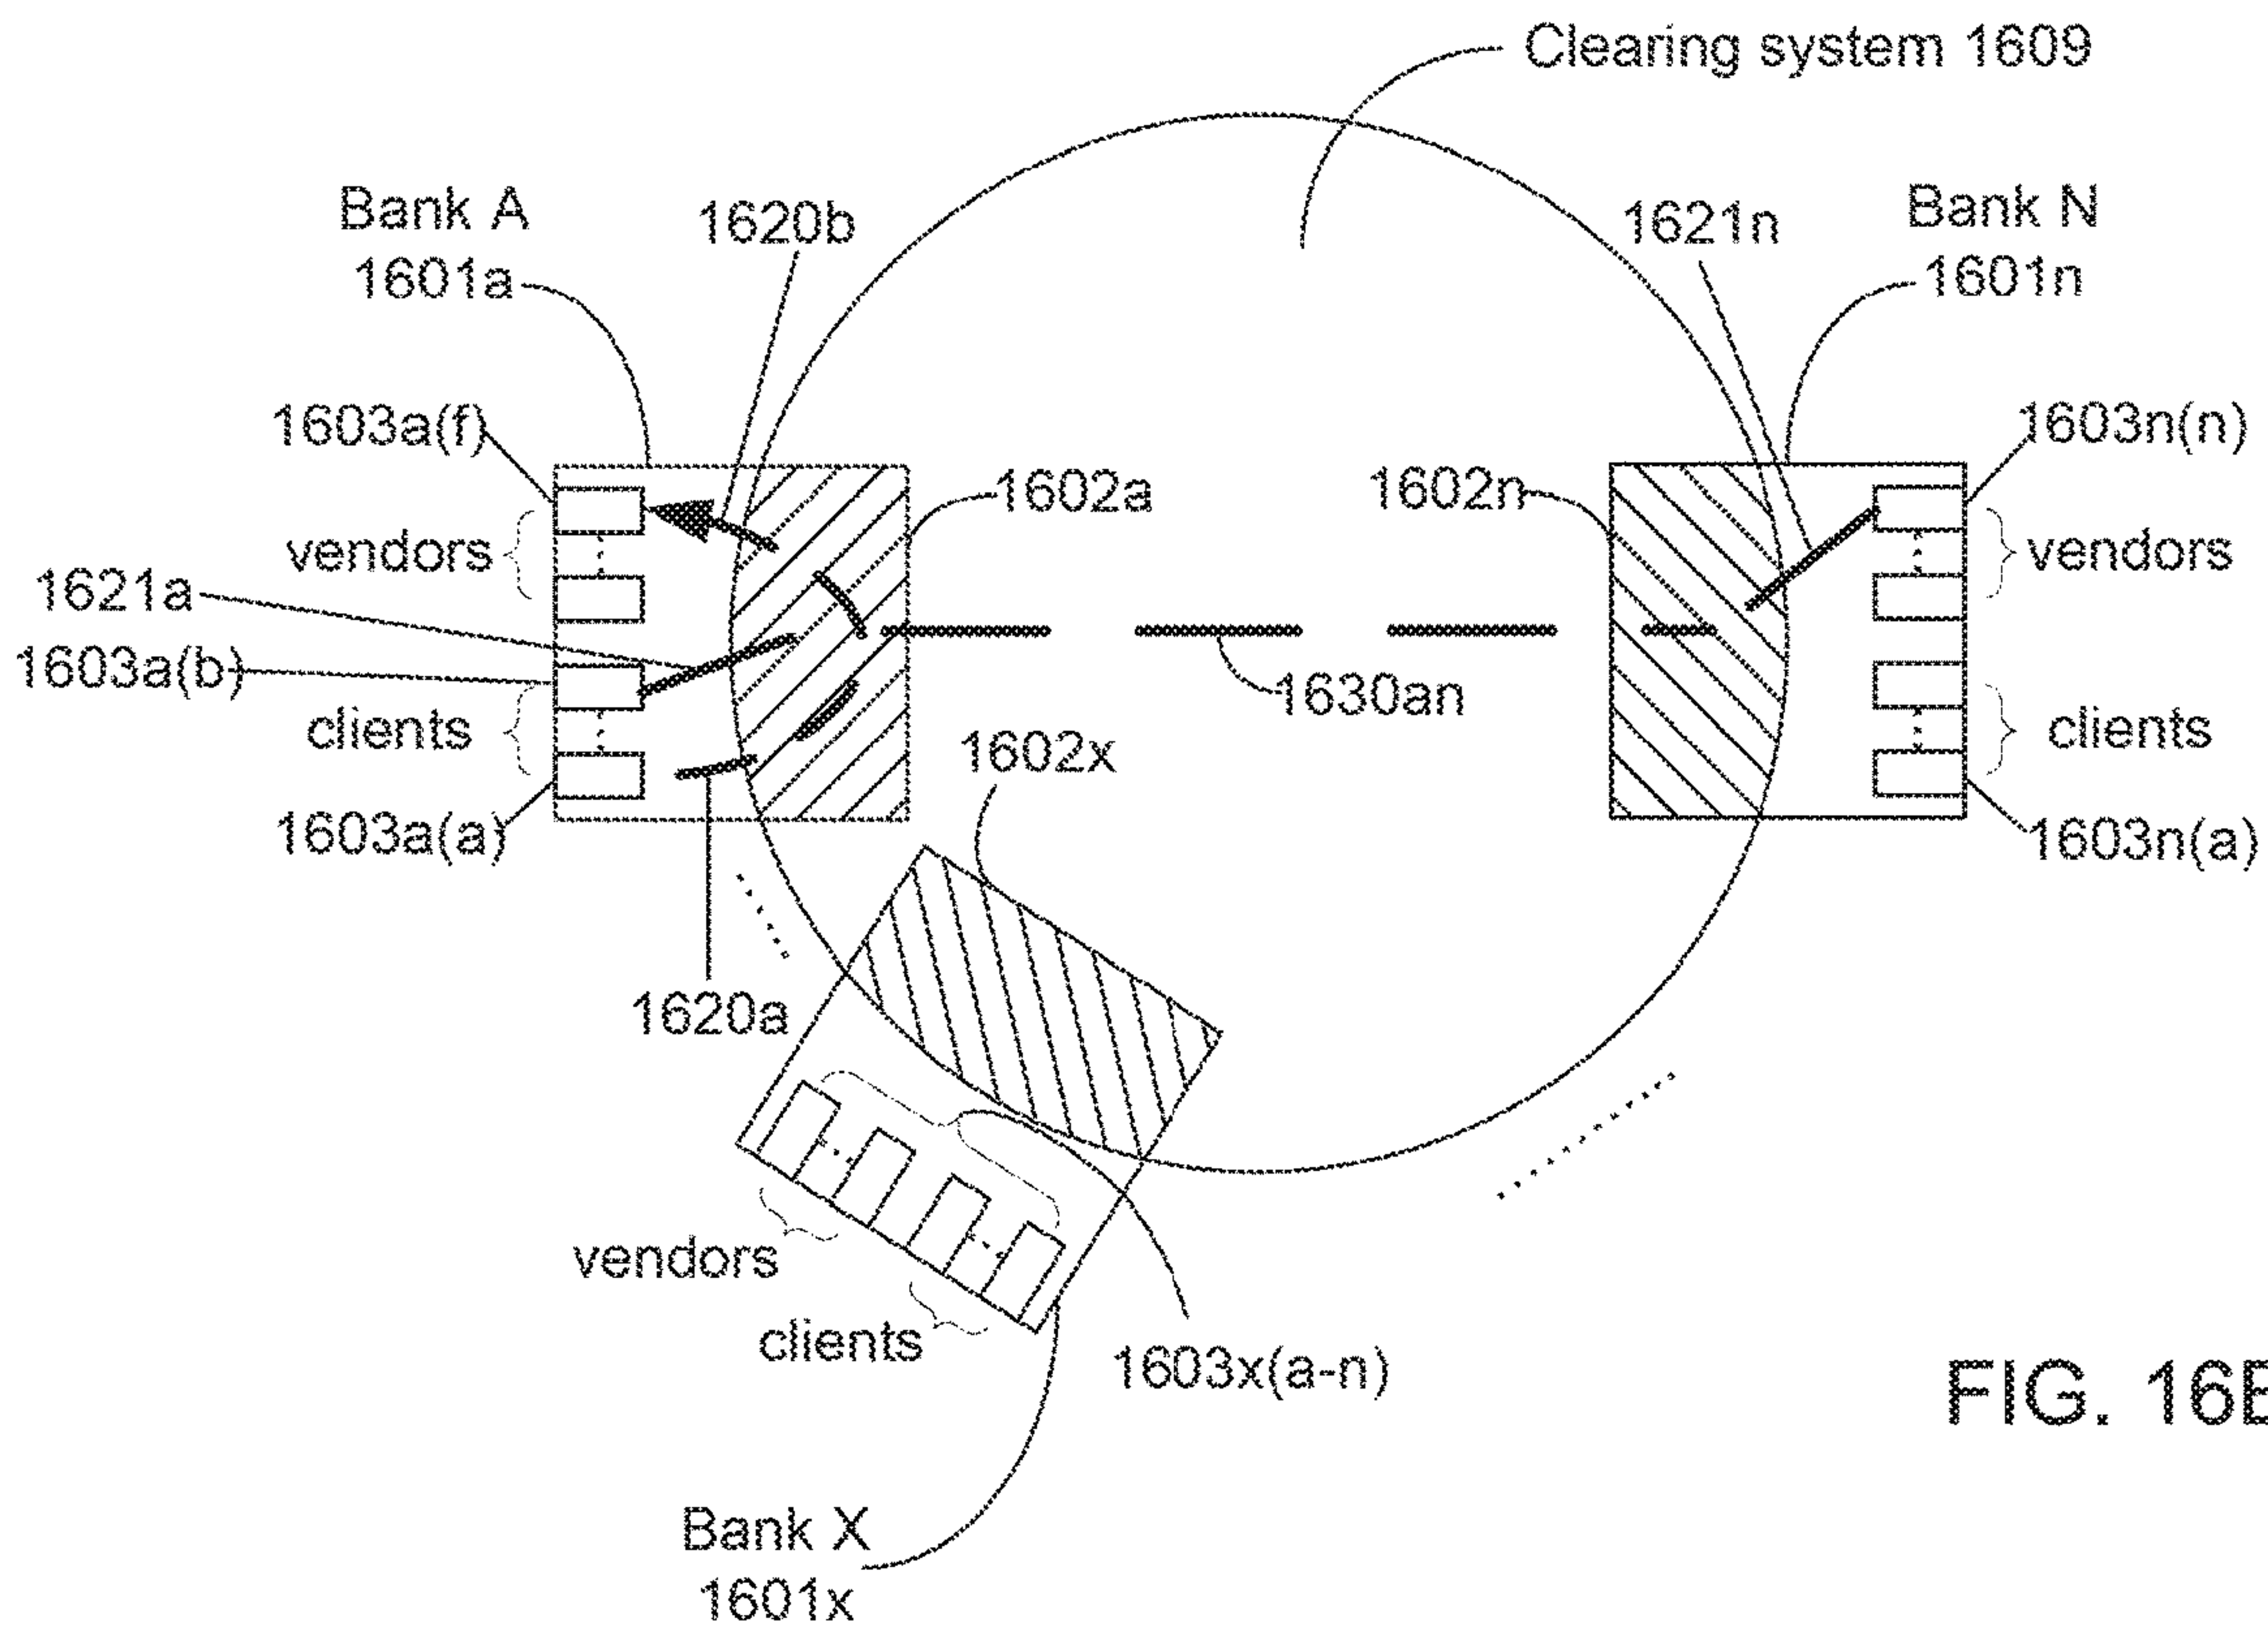 Clearing system 1609
Bank A
1601a
1620b
1621n
Bank N
1601n
1603a(f)
1603n(n)
1602a
1602n
vendors
vendors
1621a
1603a(b)
1630an
clients
clients
1602x
1603a(a)
1603n(a)
1620a
vendors
clients
1603x(a-n)
FIG. 16
Bank X
1601x